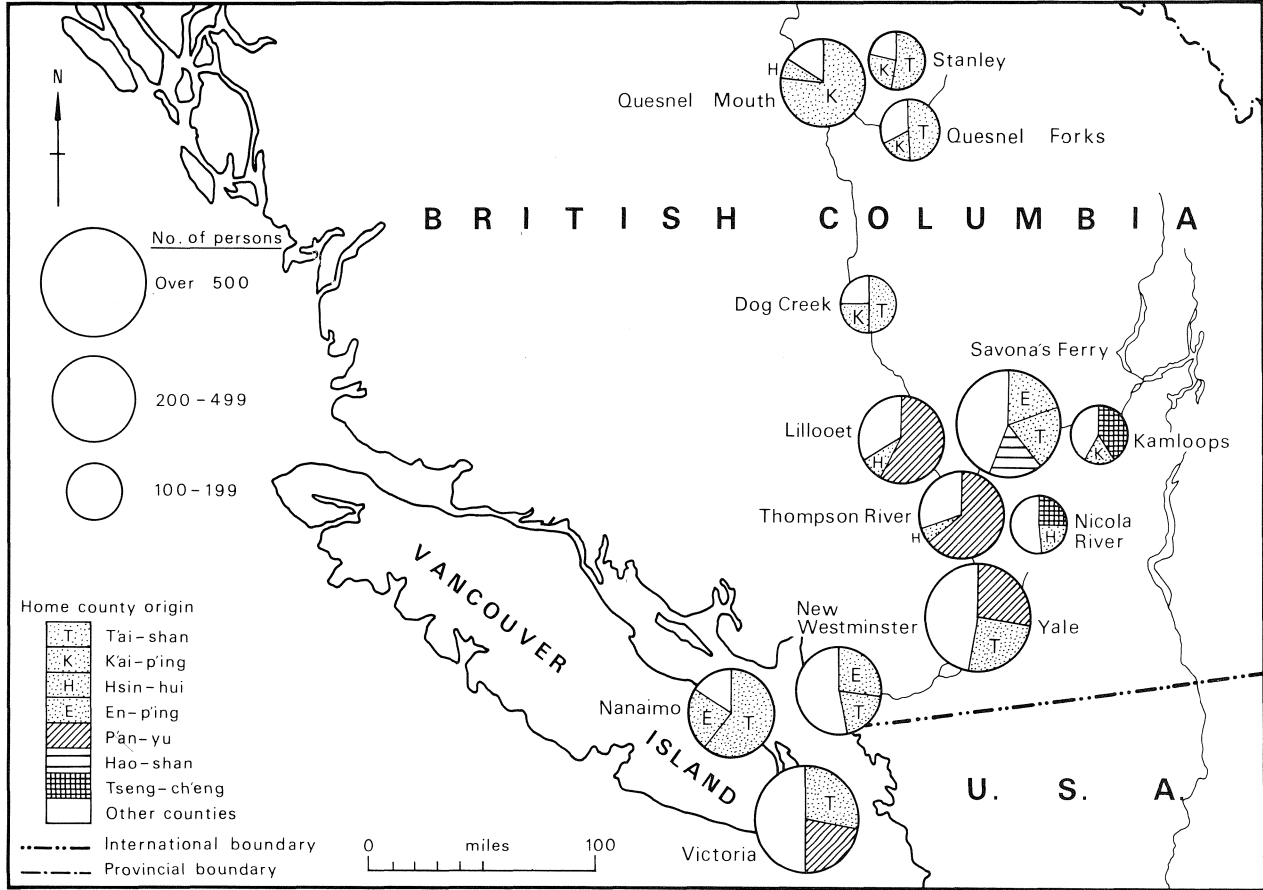 N
H
K
Quesnel Mouth
K
T
Stanley
T
K
Quesnel Forks
BRITISH COLUMBIA
No. of persons
Over 500
200-499
100-199
Dog Creek
K
T
Savona's Ferry
E
T
Lillooet
H
K
Kamloops
Thompson River
H
H
Nicola
River
New
Westminster
T
Yale
E
T
Nanaimo
E
T
VANCOUVER
ISLAND
T
Victoria
U. S. A.
Home county origin
T T'ai-shan
K K'ai-p'ing
H Hsin-hui
E En-p'ing
P'an-yu
Hao-shan
Tseng-ch'eng
Other counties
International boundary
Provincial boundary
0 miles 100